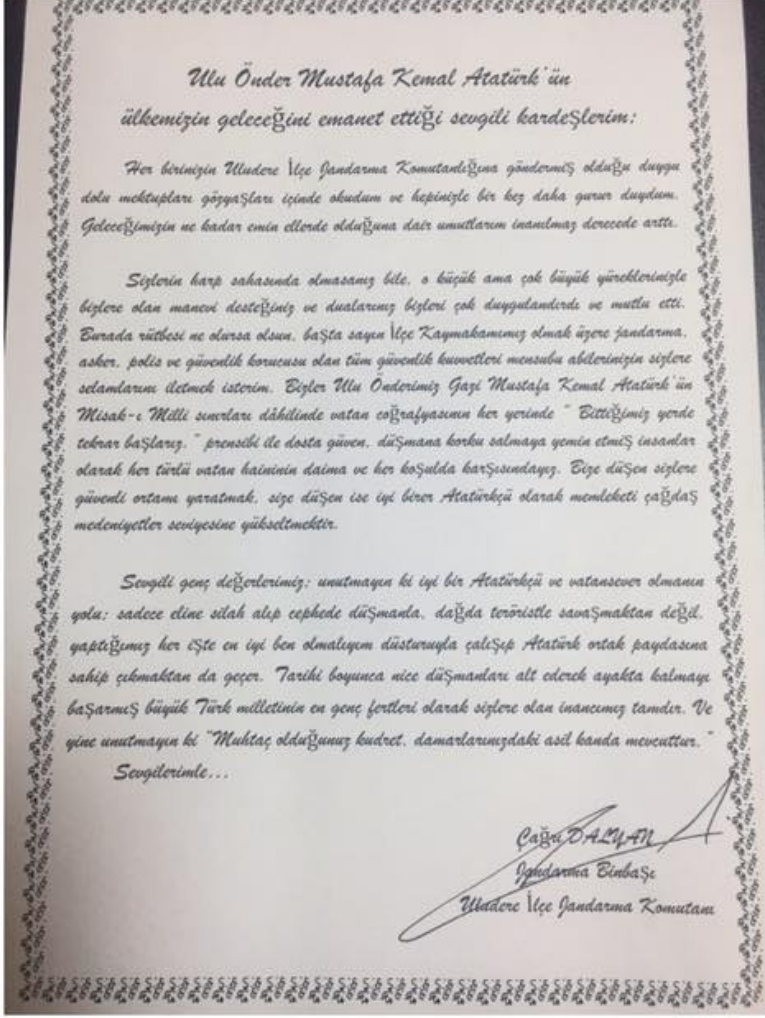 Ulu Önder Mustafa Kemal Atatürk'ün
ülkemizin geleceğini emanet ettiği sevgili kardeşlerim;
Her birinizin Uludere İlçe Jandarma Komutanlığına göndermiş olduğu duygu
dolu mektupları gözyaşları içinde okudum ve hepinizle bir kez daha gurur duydum.
Geleceğimizin ne kadar emin ellerde olduğuna dair umutlarım inanılmaz derecede arttı.
Sizlerin harp sahasında olmasanız bile, o küçük ama çok büyük yüreklerinizle
bizlere olan manevi desteğiniz ve dualarınız bizleri çok duygulandırdı ve mutlu etti.
Burada rütbesi ne olursa olsun, başta sayın İlçe Kaymakamımız olmak üzere jandarma,
asker, polis ve güvenlik korucusu olan tüm güvenlik kuvvetleri mensubu abilerinizin sizlere
selamlarını iletmek isterim. Bizler Ulu Önderimiz Gazi Mustafa Kemal Atatürk'ün
Misak-ı Milli sınırları dâhilinde vatan coğrafyasının her yerinde " Bittiğimiz yerde
tekrar başlarız. " prensibi ile dosta güven, düşmana korku salmaya yemin etmiş insanlar
olarak her türlü vatan haininin daima ve her koşulda karşısındayız. Bize düşen sizlere
güvenli ortamı yaratmak, size düşen ise iyi birer Atatürkçü olarak memleketi çağdaş
medeniyetler seviyesine yükseltmektir.
Sevgili genç değerlerimiz; unutmayın ki iyi bir Atatürkçü ve vatansever olmanın
yolu; sadece eline silah alıp cephede düşmanla, dağda teröristle savaşmaktan değil,
yaptığımız her işte en iyi ben olmalıyım düsturuyla çalışıp Atatürk ortak paydasına
sahip çıkmaktan da geçer. Tarihi boyunca nice düşmanları alt ederek ayakta kalmayı
başarmış büyük Türk milletinin en genç fertleri olarak sizlere olan inancımız tamdır. Ve
yine unutmayın ki "Muhtaç olduğunuz kudret, damarlarınızdaki asil kanda mevcuttur. "
Sevgilerimle...
Çağrı DALYAN
Jandarma Binbaşı
Uludere İlçe Jandarma Komutanı